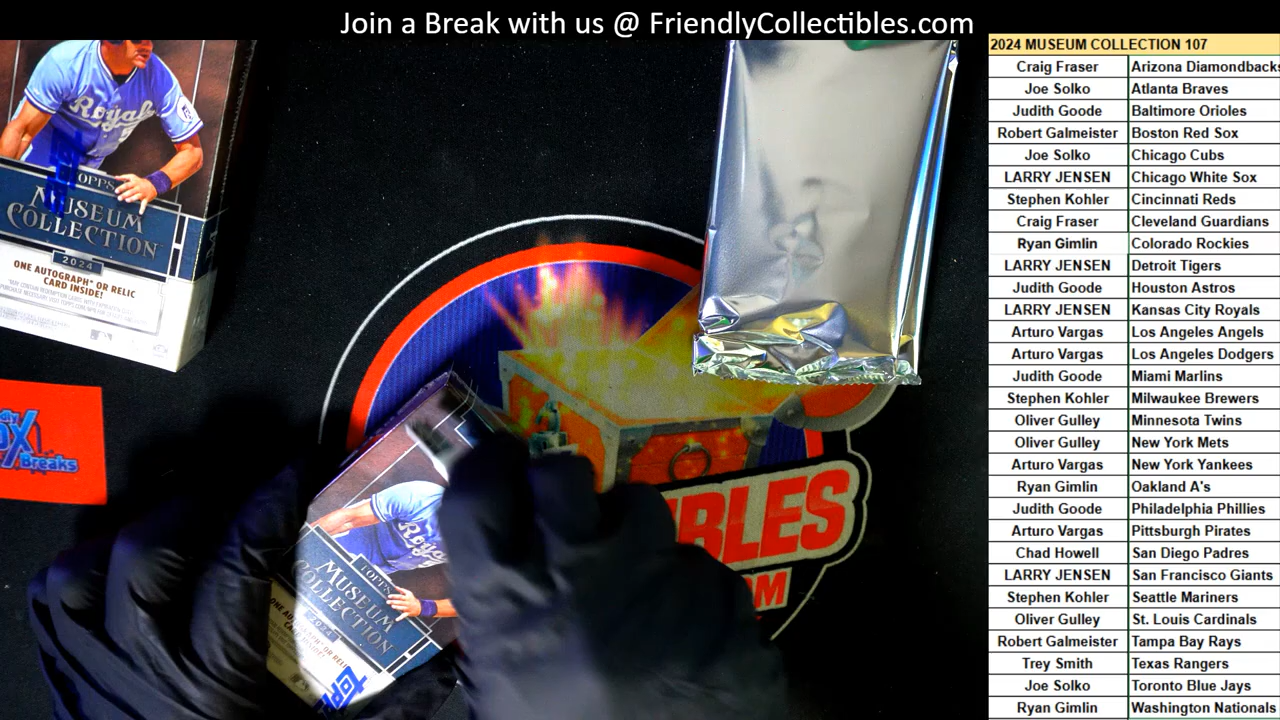 Join a Break with us @ FriendlyCollectibles.com
2024 MUSEUM COLLECTION 107
Craig Fraser Arizona Diamondbacks
Joe Solko Atlanta Braves
Judith Goode Baltimore Orioles
Robert Galmeister Boston Red Sox
Joe Solko Chicago Cubs
LARRY JENSEN Chicago White Sox
Stephen Kohler Cincinnati Reds
Craig Fraser Cleveland Guardians
Ryan Gimlin Colorado Rockies
LARRY JENSEN Detroit Tigers
Judith Goode Houston Astros
LARRY JENSEN Kansas City Royals
Arturo Vargas Los Angeles Angels
Arturo Vargas Los Angeles Dodgers
Judith Goode Miami Marlins
Stephen Kohler Milwaukee Brewers
Oliver Gulley Minnesota Twins
Oliver Gulley New York Mets
Arturo Vargas New York Yankees
Ryan Gimlin Oakland A's
Judith Goode Philadelphia Phillies
Arturo Vargas Pittsburgh Pirates
Chad Howell San Diego Padres
LARRY JENSEN San Francisco Giants
Stephen Kohler Seattle Mariners
Oliver Gulley St. Louis Cardinals
Robert Galmeister Tampa Bay Rays
Trey Smith Texas Rangers
Joe Solko Toronto Blue Jays
Ryan Gimlin Washington Nationals
Royals
TOPPS
MUSEUM
COLLECTION
2024
ONE AUTOGRAPH* OR RELIC
CARD INSIDE!
Breaks
TOPPS
MUSEUM
COLLECTION
2024
topps